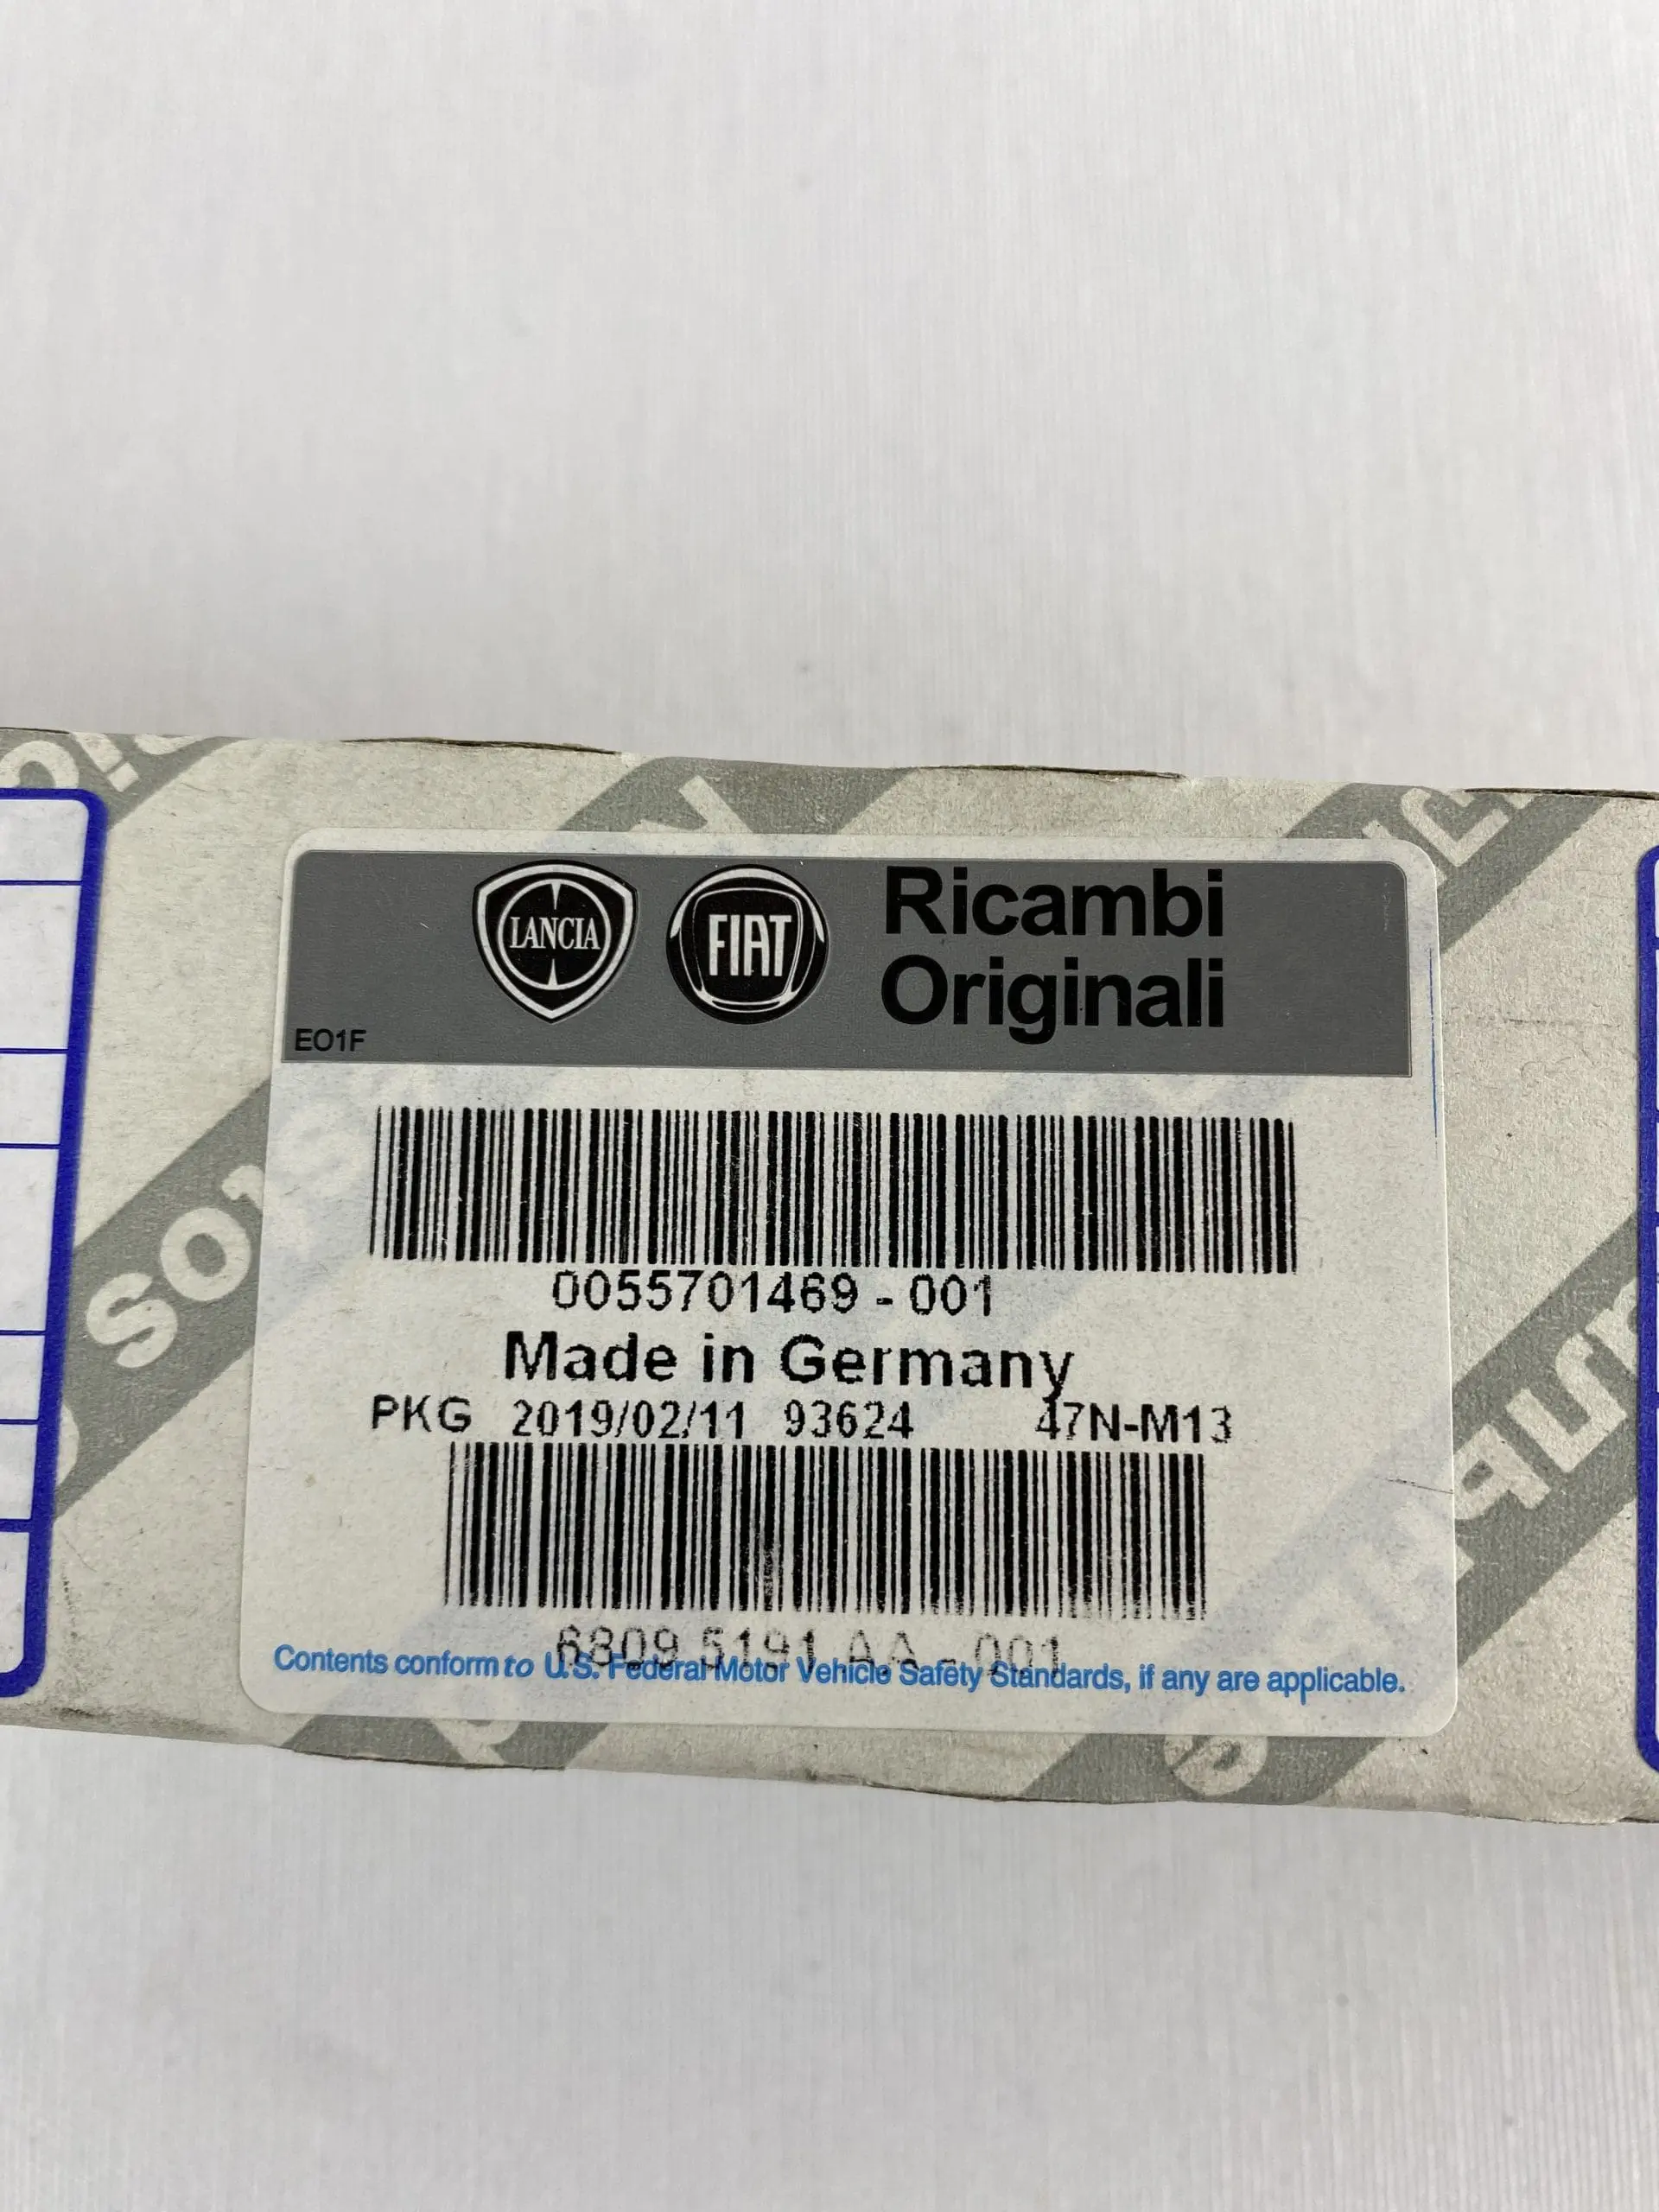 LANCIA
FIAT
Ricambi
Originali
EO1F
0055701469 - 001
Made in Germany
PKG 2019/02/11 93624 47N-M13
6809 5191 AA - 001
Contents conform to U.S. Federal Motor Vehicle Safety Standards, if any are applicable.